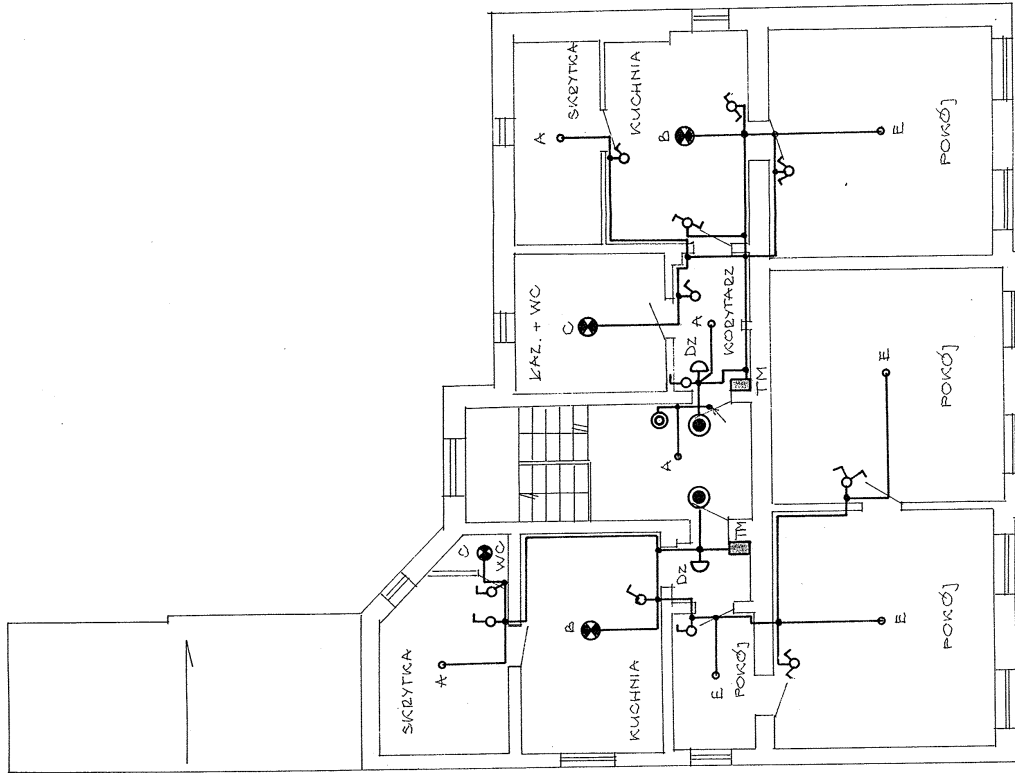 SKRYTKA
A
KUCHNIA
B
E
POKÓJ
ŁAZ. + WC
C
KORYTARZ
A
DZ
TM
E
POKÓJ
A
C
WC
TM
DZ
SKRYTKA
A
B
KUCHNIA
E
POKÓJ
E
POKÓJ